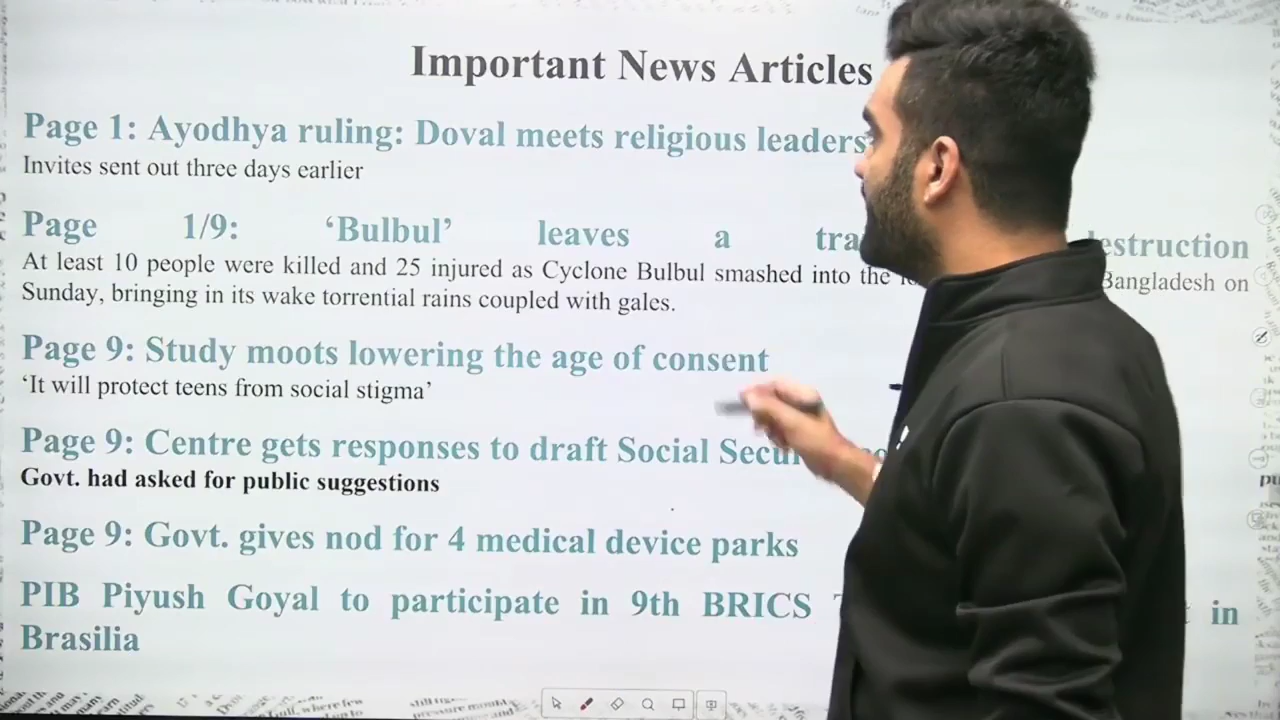 Important News Articles
Page 1: Ayodhya ruling: Doval meets religious leaders
Invites sent out three days earlier
Page 1/9: ‘Bulbul’ leaves a
At least 10 people were killed and 25 injured as Cyclone Bulbul smashed into the Bangladesh on
Sunday, bringing in its wake torrential rains coupled with gales.
Page 9: Study moots lowering the age of consent
‘It will protect teens from social stigma’
Page 9: Centre gets responses to draft Social
Govt. had asked for public suggestions
Page 9: Govt. gives nod for 4 medical device parks
PIB Piyush Goyal to participate in 9th BRICS in
Brasilia